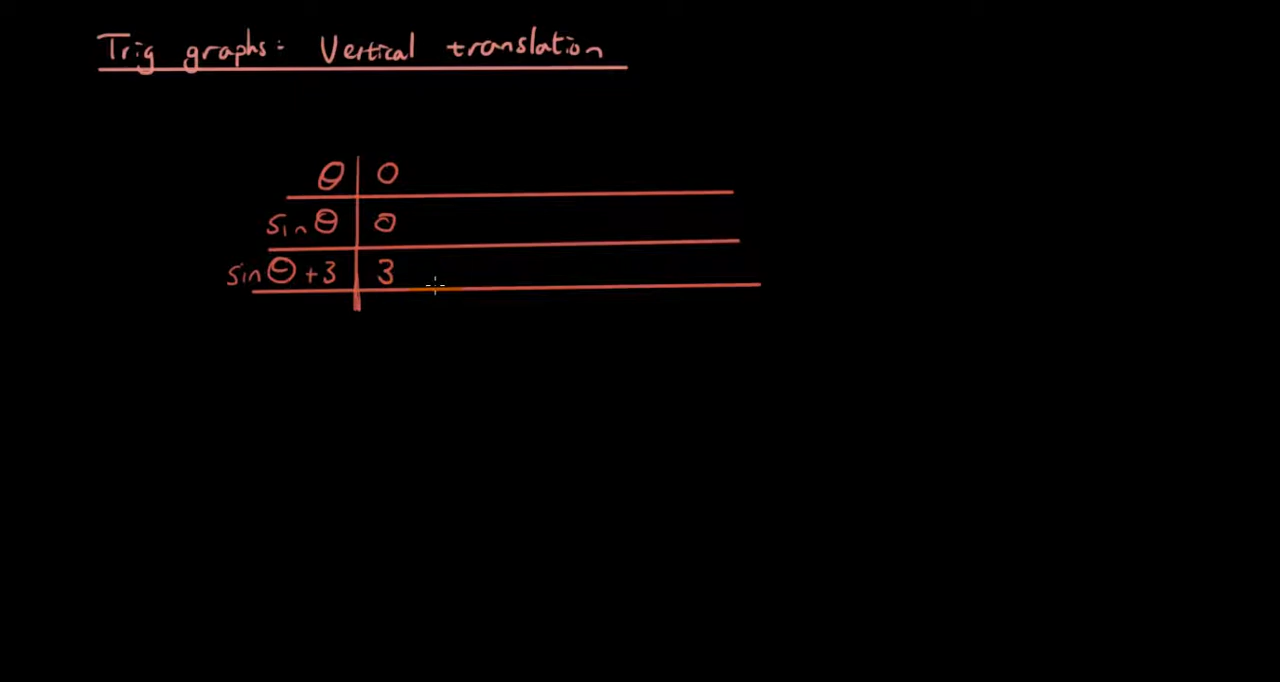 Trig graphs: Vertical translation
θ 0
sin θ 0
sin θ + 3 3